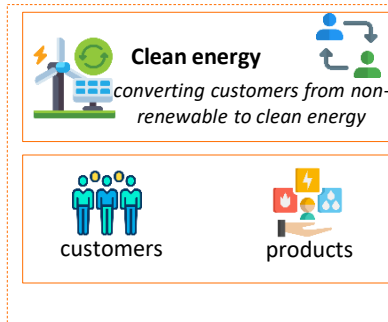 Clean energy
converting customers from non-
renewable to clean energy
customers
products